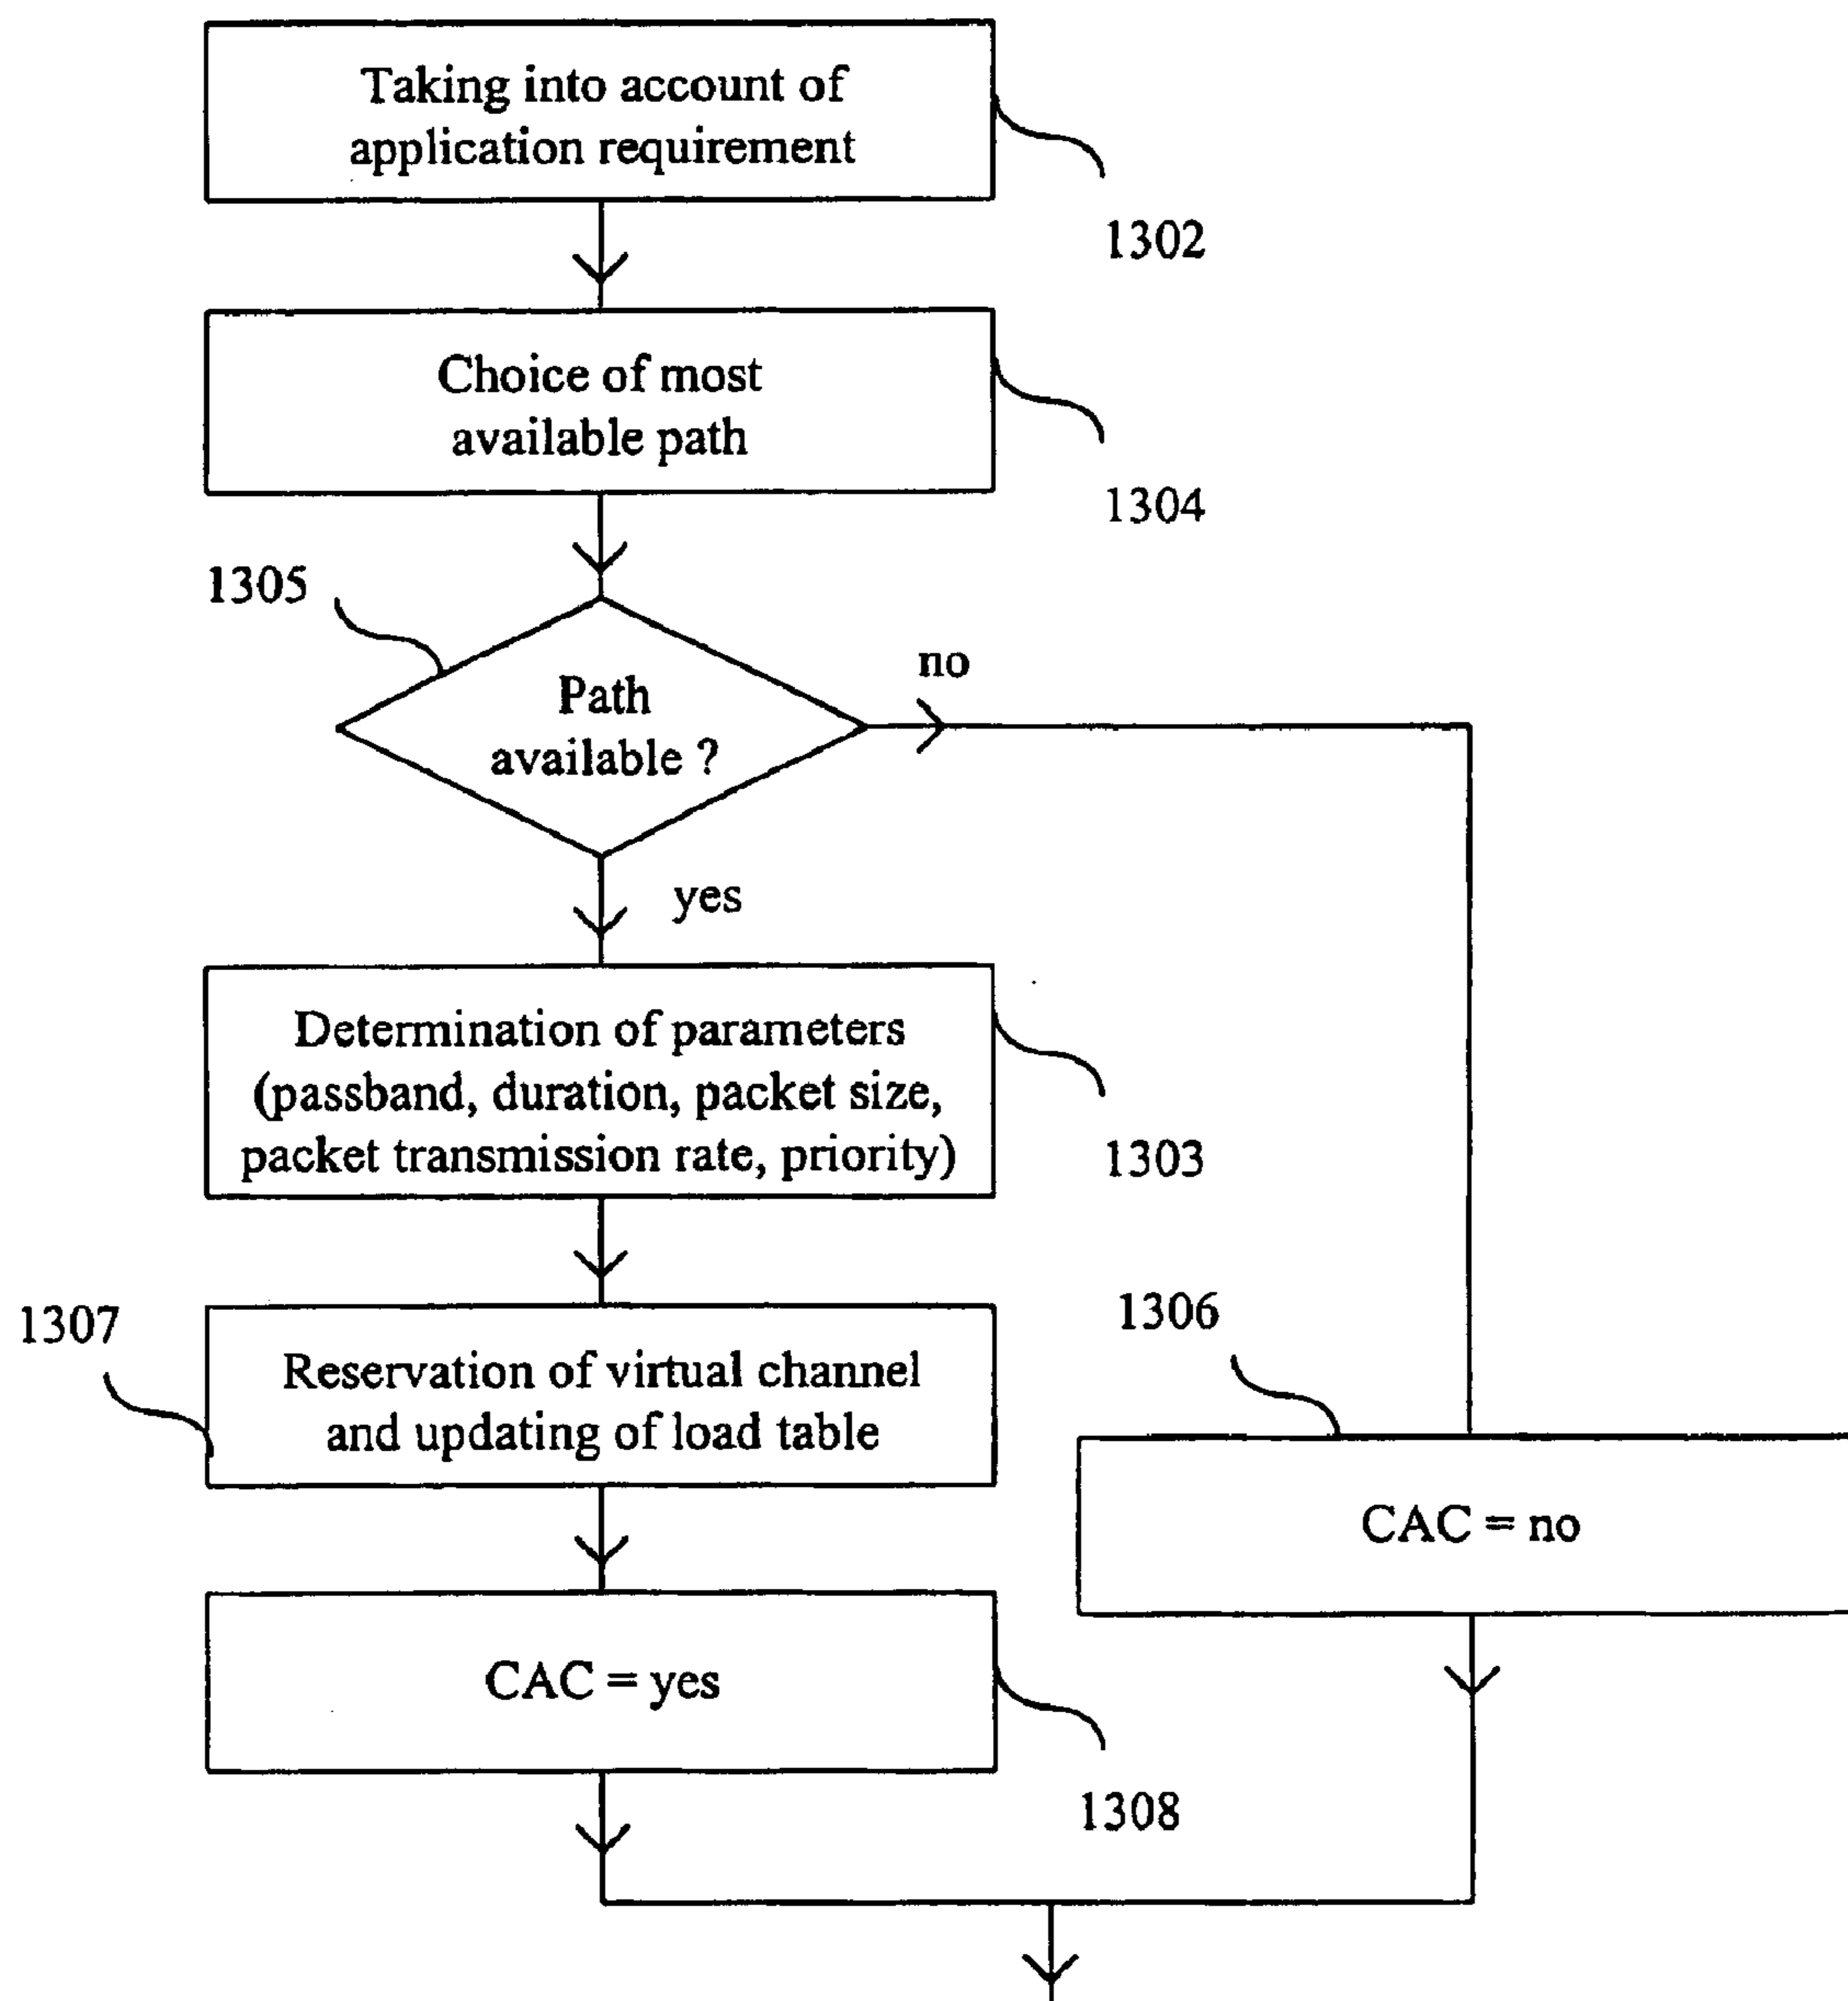 Taking into account of
application requirement
1302
Choice of most
available path
1304
1305
Path
available ?
no
yes
Determination of parameters
(passband, duration, packet size,
packet transmission rate, priority)
1303
1307
Reservation of virtual channel
and updating of load table
1306
CAC = no
CAC = yes
1308